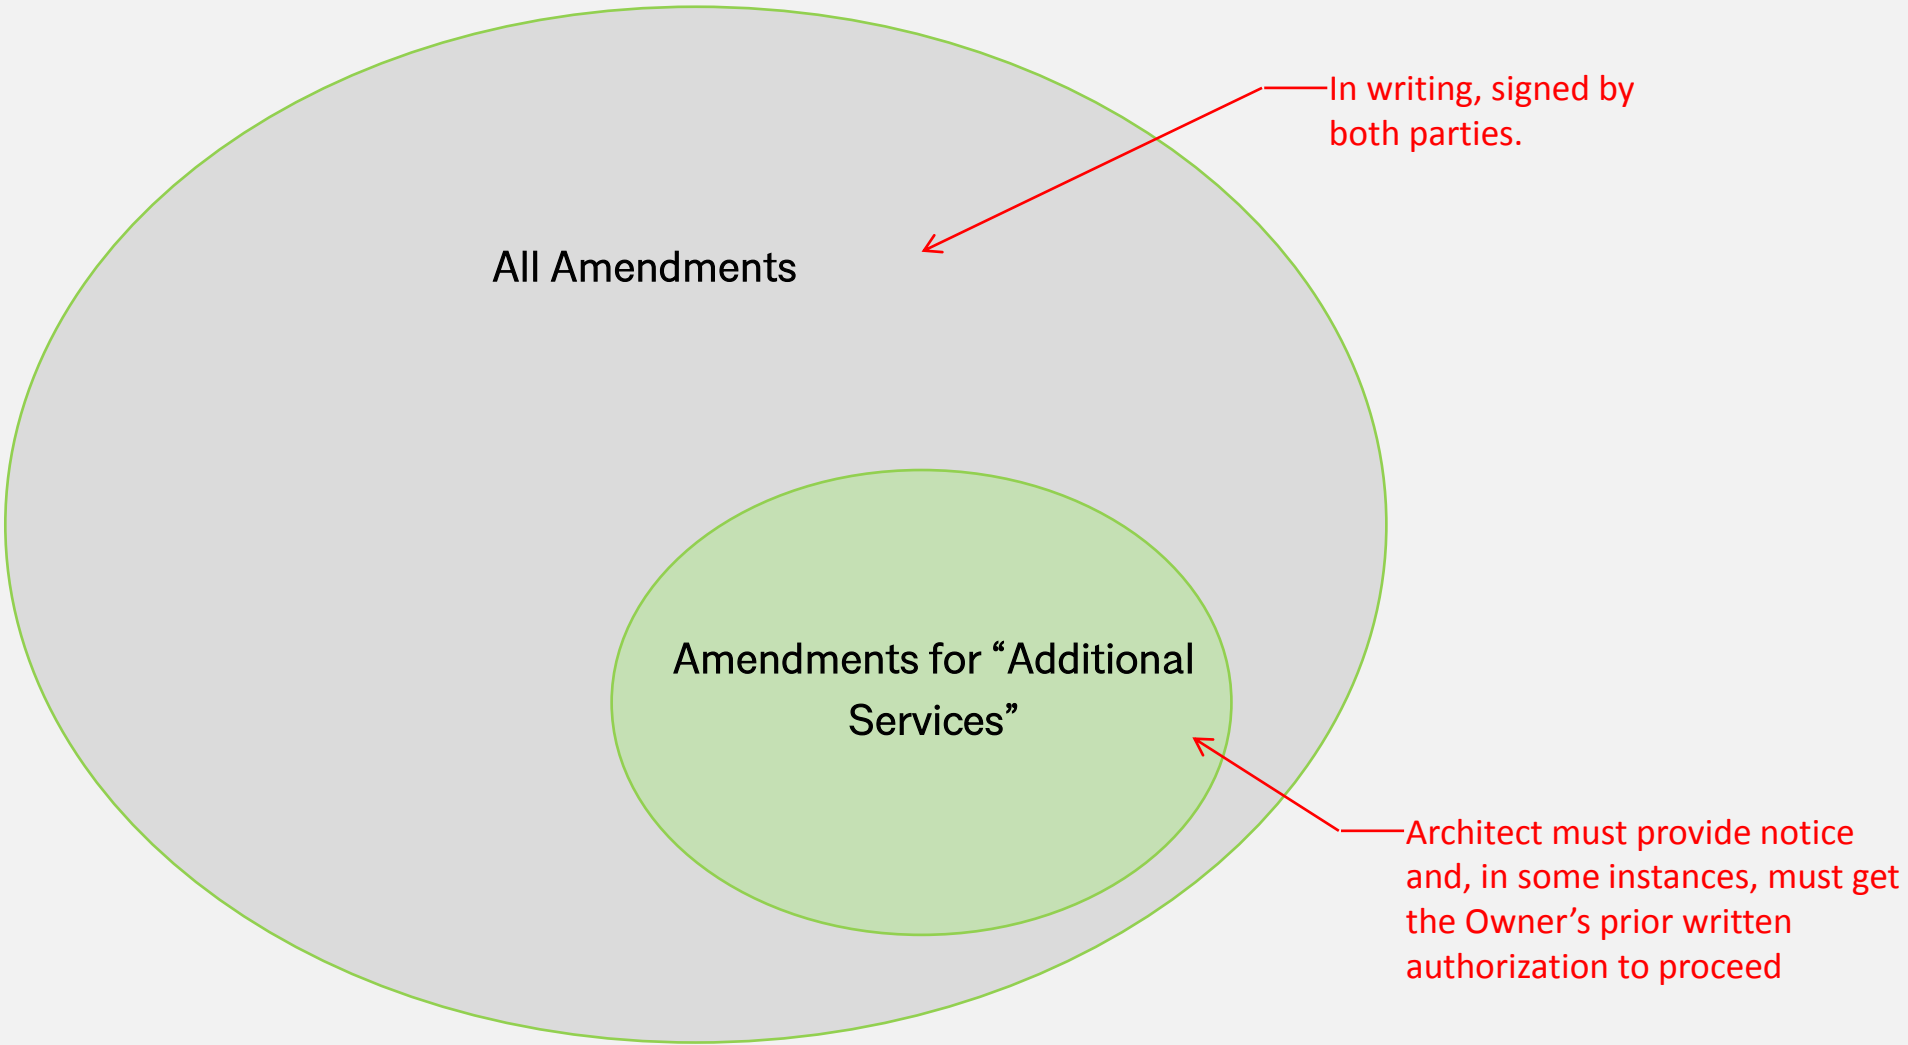 In writing, signed by
both parties.
All Amendments
Amendments for “Additional
Services”
Architect must provide notice
and, in some instances, must get
the Owner’s prior written
authorization to proceed